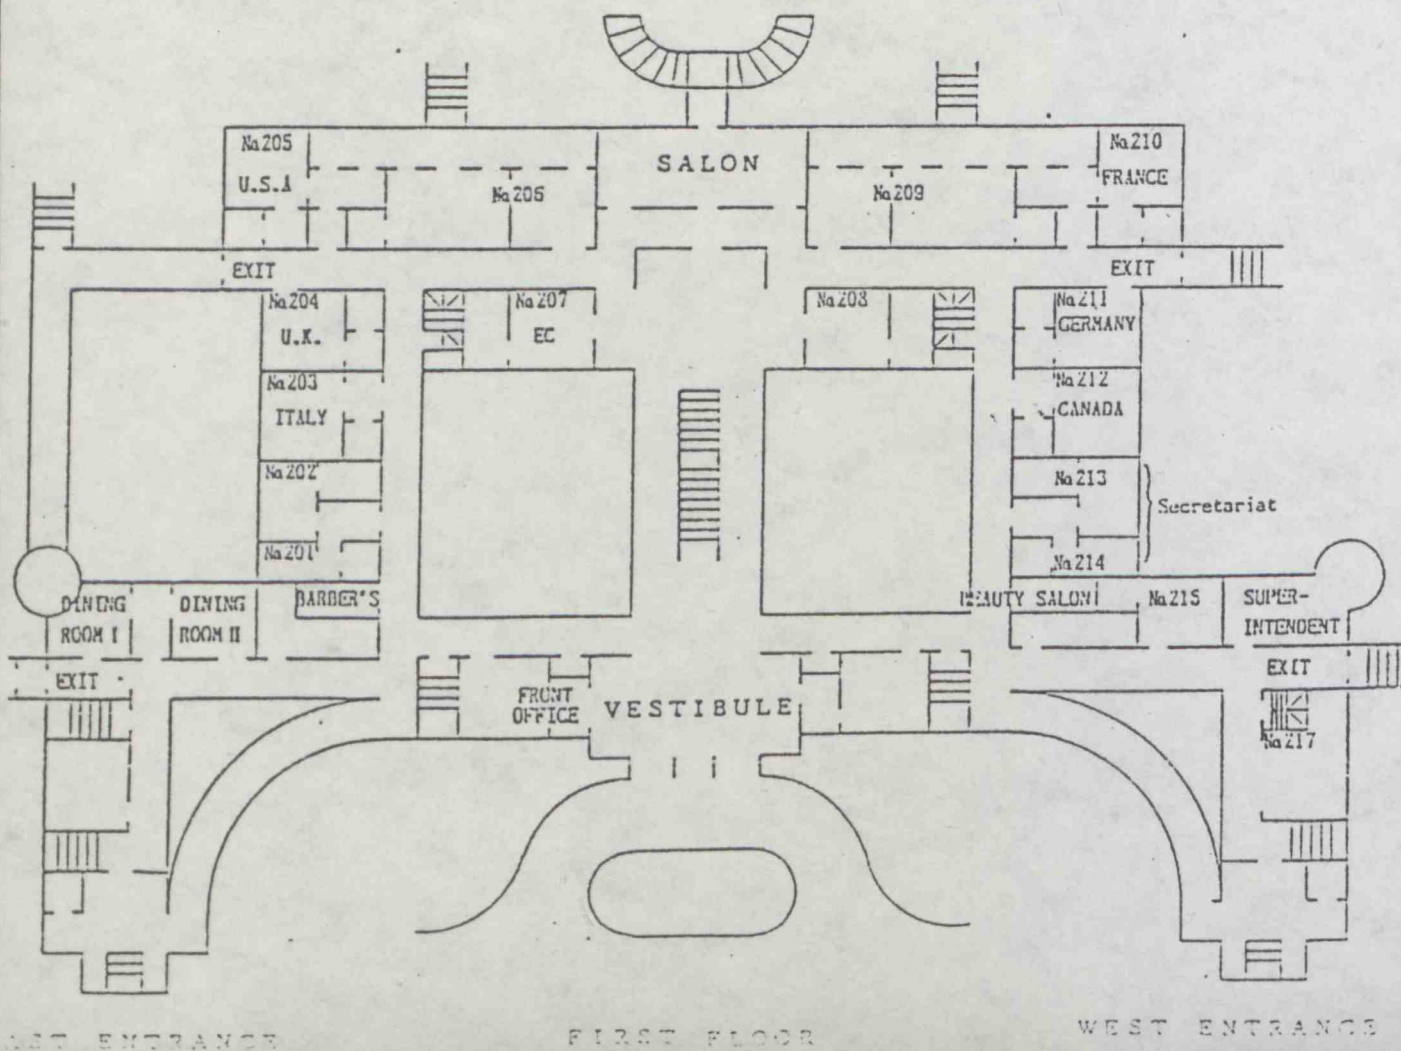 №205
U.S.A
№206
SALON
№209
№210
FRANCE
EXIT
EXIT
№204
U.K.
№207
EC
№208
№211
GERMANY
№203
ITALY
№212
CANADA
№202
№213
Secretariat
№201
№214
DINING
ROOM I
DINING
ROOM II
BARBER'S
BEAUTY SALON
№215
SUPER-
INTENDENT
EXIT
EXIT
FRONT
OFFICE
VESTIBULE
№217
AST ENTRANCE
FIRST FLOOR
WEST ENTRANCE